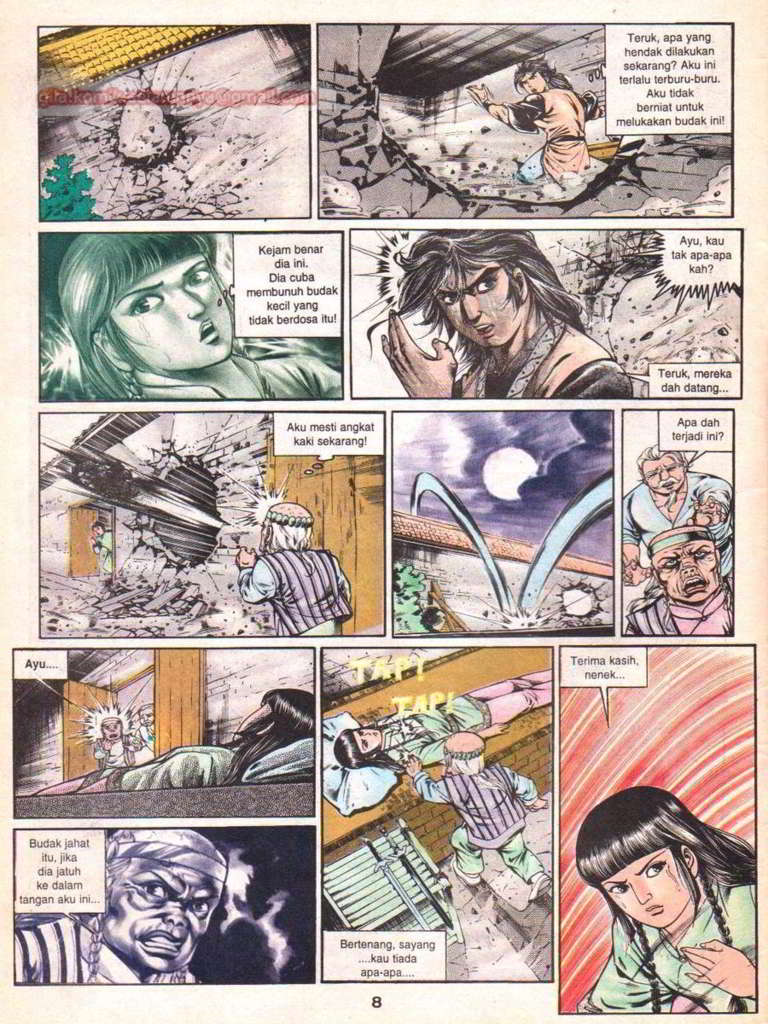 Teruk, apa yang
hendak dilakukan
sekarang? Aku ini
terlalu terburu-buru.
Aku tidak
berniat untuk
melukakan budak ini!
Kejam benar
dia ini.
Dia cuba
membunuh budak
kecil yang
tidak berdosa itu!
Ayu, kau
tak apa-apa
kah?
Teruk, mereka
dah datang...
Aku mesti angkat
kaki sekarang!
Apa dah
terjadi ini?
Ayu....
TAP!
TAP!
Terima kasih,
nenek...
Budak jahat
itu, jika
dia jatuh
ke dalam
tangan aku ini...
Bertenang, sayang
....kau tiada
apa-apa....
8